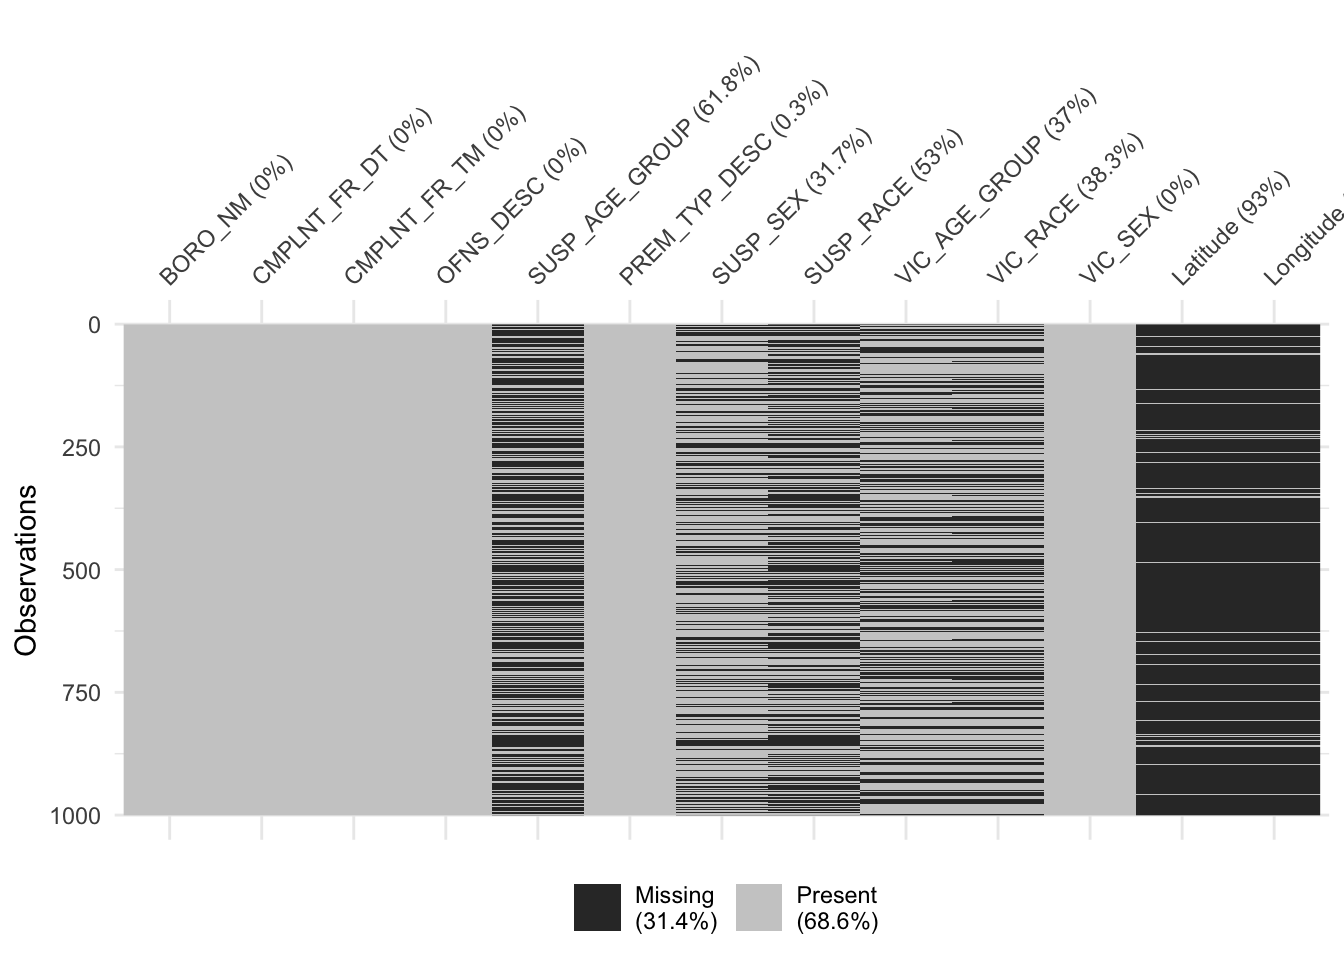 BORO_NM (0%)
CMPLNT_FR_DT (0%)
CMPLNT_FR_TM (0%)
OFNS_DESC (0%)
SUSP_AGE_GROUP (61.8%)
PREM_TYP_DESC (0.3%)
SUSP_SEX (31.7%)
SUSP_RACE (53%)
VIC_AGE_GROUP (37%)
VIC_RACE (38.3%)
VIC_SEX (0%)
Latitude (93%)
Longitude
0
250
500
750
1000
Observations
Missing
(31.4%)
Present
(68.6%)